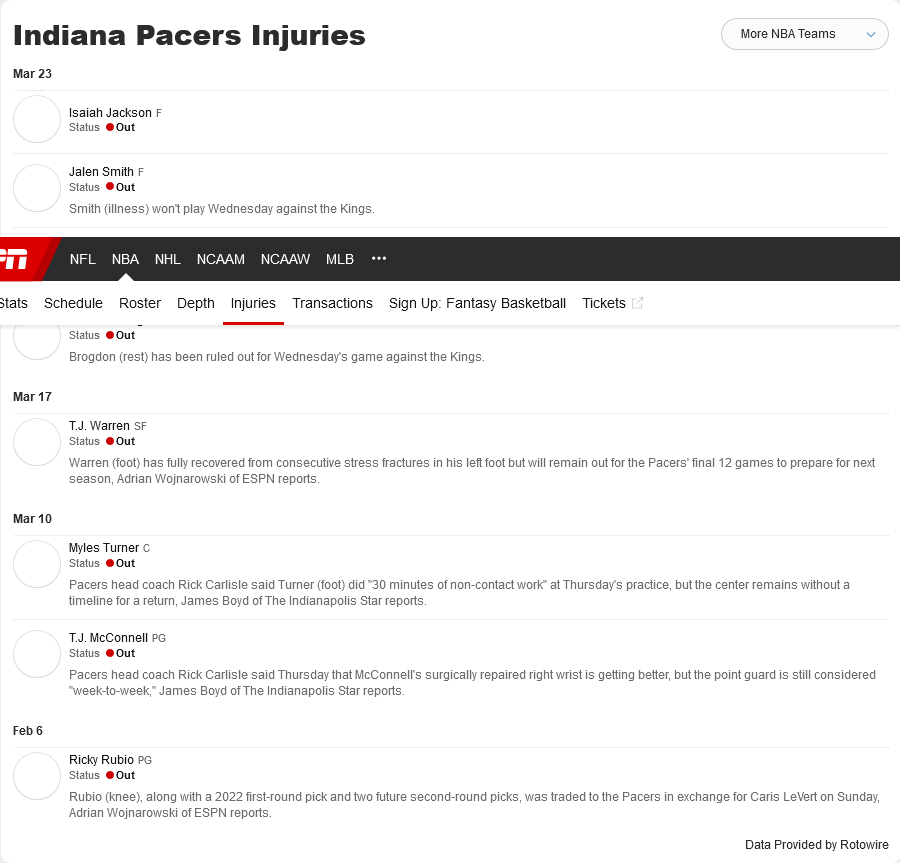 Indiana Pacers Injuries
More NBA Teams
Mar 23
Isaiah Jackson F
Status Out
Jalen Smith F
Status Out
Smith (illness) won't play Wednesday against the Kings.
NFL NBA NHL NCAAM NCAAW MLB •••
Stats Schedule Roster Depth Injuries Transactions Sign Up: Fantasy Basketball Tickets
Status Out
Brogdon (rest) has been ruled out for Wednesday's game against the Kings.
Mar 17
T.J. Warren SF
Status Out
Warren (foot) has fully recovered from consecutive stress fractures in his left foot but will remain out for the Pacers' final 12 games to prepare for next
season, Adrian Wojnarowski of ESPN reports.
Mar 10
Myles Turner C
Status Out
Pacers head coach Rick Carlisle said Turner (foot) did "30 minutes of non-contact work" at Thursday's practice, but the center remains without a
timeline for a return, James Boyd of The Indianapolis Star reports.
T.J. McConnell PG
Status Out
Pacers head coach Rick Carlisle said Thursday that McConnell's surgically repaired right wrist is getting better, but the point guard is still considered
"week-to-week," James Boyd of The Indianapolis Star reports.
Feb 6
Ricky Rubio PG
Status Out
Rubio (knee), along with a 2022 first-round pick and two future second-round picks, was traded to the Pacers in exchange for Caris LeVert on Sunday,
Adrian Wojnarowski of ESPN reports.
Data Provided by Rotowire